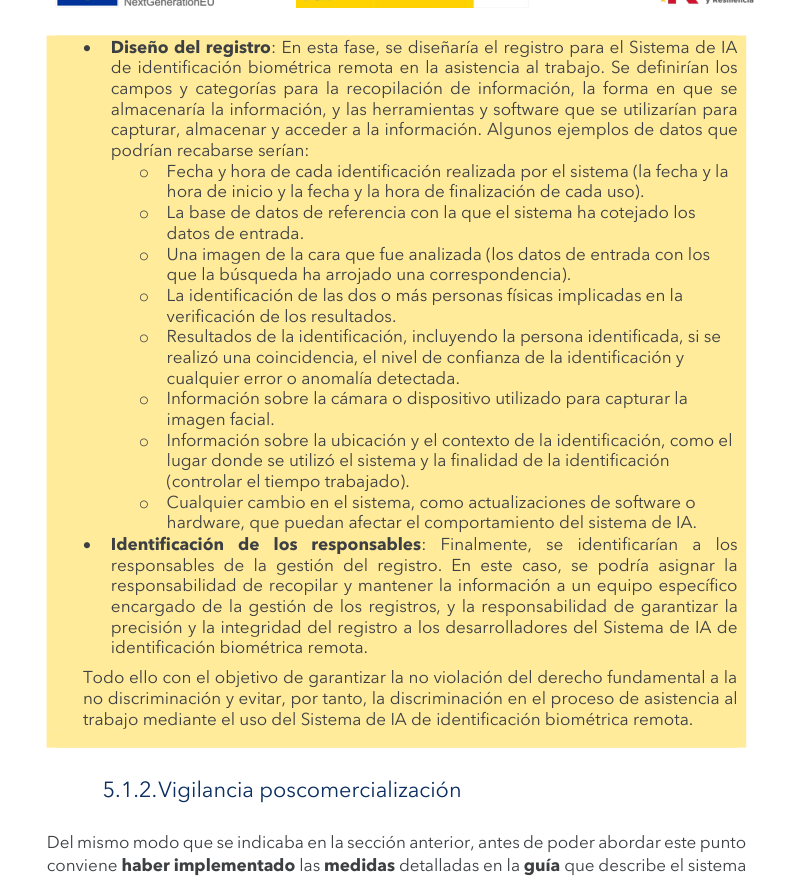 NextGenerationEU
y Resiliencia
• Diseño del registro: En esta fase, se diseñaría el registro para el Sistema de IA
de identificación biométrica remota en la asistencia al trabajo. Se definirían los
campos y categorías para la recopilación de información, la forma en que se
almacenaría la información, y las herramientas y software que se utilizarían para
capturar, almacenar y acceder a la información. Algunos ejemplos de datos que
podrían recabarse serían:
o Fecha y hora de cada identificación realizada por el sistema (la fecha y la
hora de inicio y la fecha y la hora de finalización de cada uso).
o La base de datos de referencia con la que el sistema ha cotejado los
datos de entrada.
o Una imagen de la cara que fue analizada (los datos de entrada con los
que la búsqueda ha arrojado una correspondencia).
o La identificación de las dos o más personas físicas implicadas en la
verificación de los resultados.
o Resultados de la identificación, incluyendo la persona identificada, si se
realizó una coincidencia, el nivel de confianza de la identificación y
cualquier error o anomalía detectada.
o Información sobre la cámara o dispositivo utilizado para capturar la
imagen facial.
o Información sobre la ubicación y el contexto de la identificación, como el
lugar donde se utilizó el sistema y la finalidad de la identificación
(controlar el tiempo trabajado).
o Cualquier cambio en el sistema, como actualizaciones de software o
hardware, que puedan afectar el comportamiento del sistema de IA.
• Identificación de los responsables: Finalmente, se identificarían a los
responsables de la gestión del registro. En este caso, se podría asignar la
responsabilidad de recopilar y mantener la información a un equipo específico
encargado de la gestión de los registros, y la responsabilidad de garantizar la
precisión y la integridad del registro a los desarrolladores del Sistema de IA de
identificación biométrica remota.
Todo ello con el objetivo de garantizar la no violación del derecho fundamental a la
no discriminación y evitar, por tanto, la discriminación en el proceso de asistencia al
trabajo mediante el uso del Sistema de IA de identificación biométrica remota.
5.1.2.Vigilancia poscomercialización
Del mismo modo que se indicaba en la sección anterior, antes de poder abordar este punto
conviene haber implementado las medidas detalladas en la guía que describe el sistema